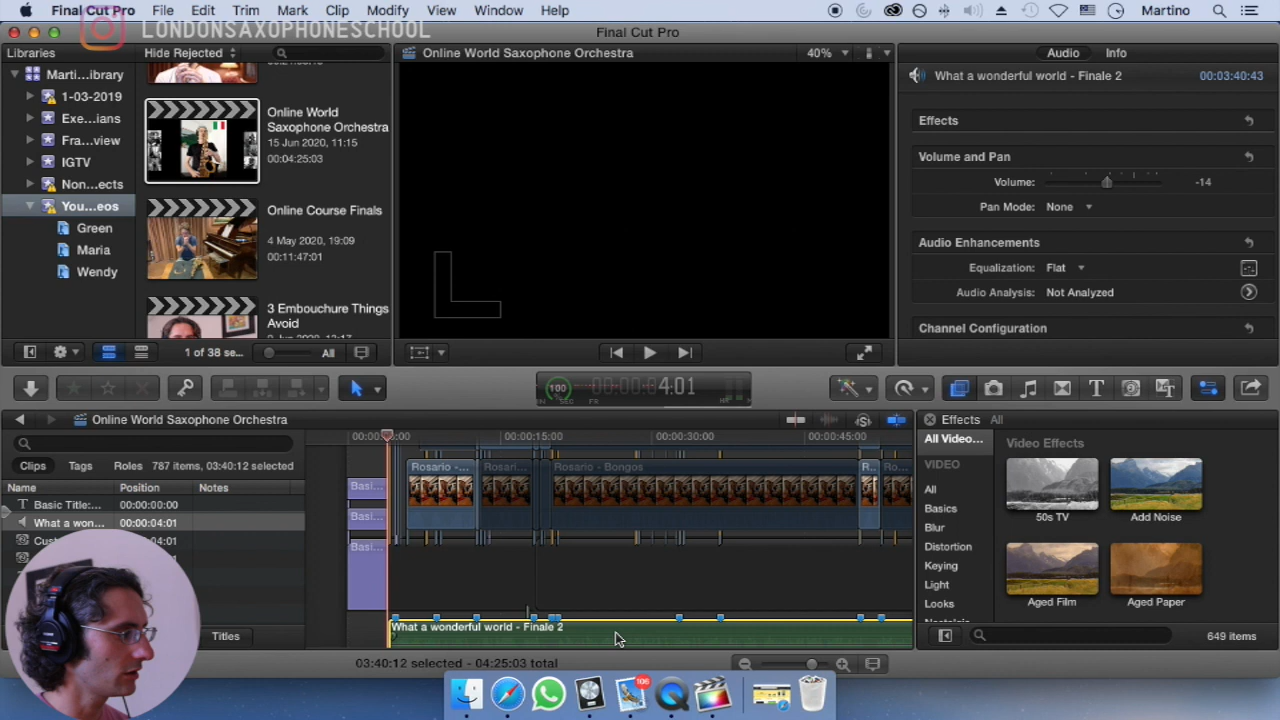 Final Cut Pro File Edit Trim Mark Clip Modify View Window Help Martino
LONDONSAXOPHONESCHOOL
Final Cut Pro
Libraries Hide Rejected Online World Saxophone Orchestra 40% Audio Info
Marti...ibrary
What a wonderful world - Finale 2 00:03:40:43
1-03-2019
Exe...ians
Fra...view
IGTV
Non...ects
You...eos
Green
Maria
Wendy
Online World
Saxophone Orchestra
15 Jun 2020, 11:15
00:04:25:03
Online Course Finals
4 May 2020, 19:09
00:11:47:01
3 Embouchure Things
Avoid
Effects
Volume and Pan
Volume: -14
Pan Mode: None
Audio Enhancements
Equalization: Flat
Audio Analysis: Not Analyzed
Channel Configuration
1 of 38 se... All
100 4:01
Online World Saxophone Orchestra
Effects All
Clips Tags Roles 787 items, 03:40:12 selected
Name Position Notes
Basic Title:... 00:00:00:00
What a won... 00:00:04:01
00:00:04:01
Titles
00:00:15:00 00:00:30:00 00:00:45:00
Rosario -... Rosari... Rosario - Bongos R... Ro...
Basi...
Basi...
Basi...
What a wonderful world - Finale 2
03:40:12 selected - 04:25:03 total
All Video...
VIDEO
All
Basics
Blur
Distortion
Keying
Light
Looks
Video Effects
50s TV Add Noise
Aged Film Aged Paper
649 items
106